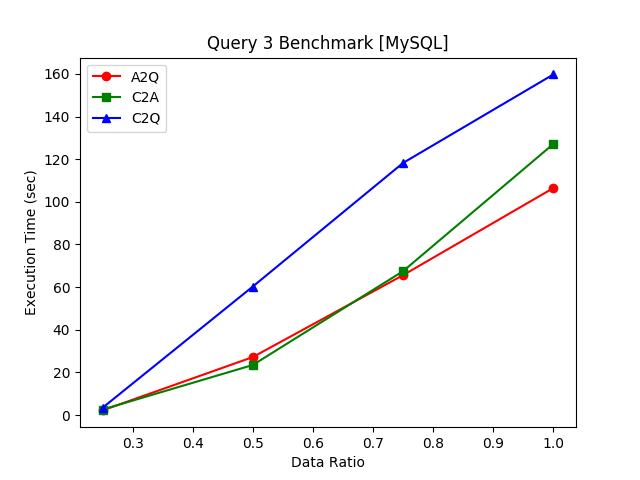 Query 3 Benchmark [MySQL]
A2Q
C2A
C2Q
Execution Time (sec)
160
140
120
100
80
60
40
20
0
0.3 0.4 0.5 0.6 0.7 0.8 0.9 1.0
Data Ratio